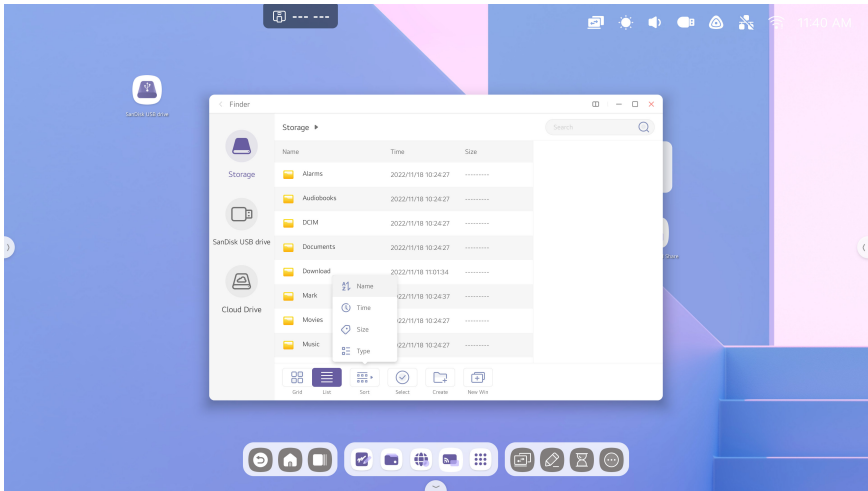 --- ---
11:40 AM
SanDisk USB drive
Finder
Storage
Search
Name Time Size
Storage
Alarms 2022/11/18 10:24:27 ---------
Audiobooks 2022/11/18 10:24:27 ---------
DCIM 2022/11/18 10:24:27 ---------
SanDisk USB drive
Documents 2022/11/18 10:24:27 ---------
Download 2022/11/18 11:01:34 ---------
Name
Mark 2022/11/18 10:24:37 ---------
Cloud Drive
Time
Movies 2022/11/18 10:24:27 ---------
Size
Music 2022/11/18 10:24:27 ---------
Type
Grid List Sort Select Create New Win